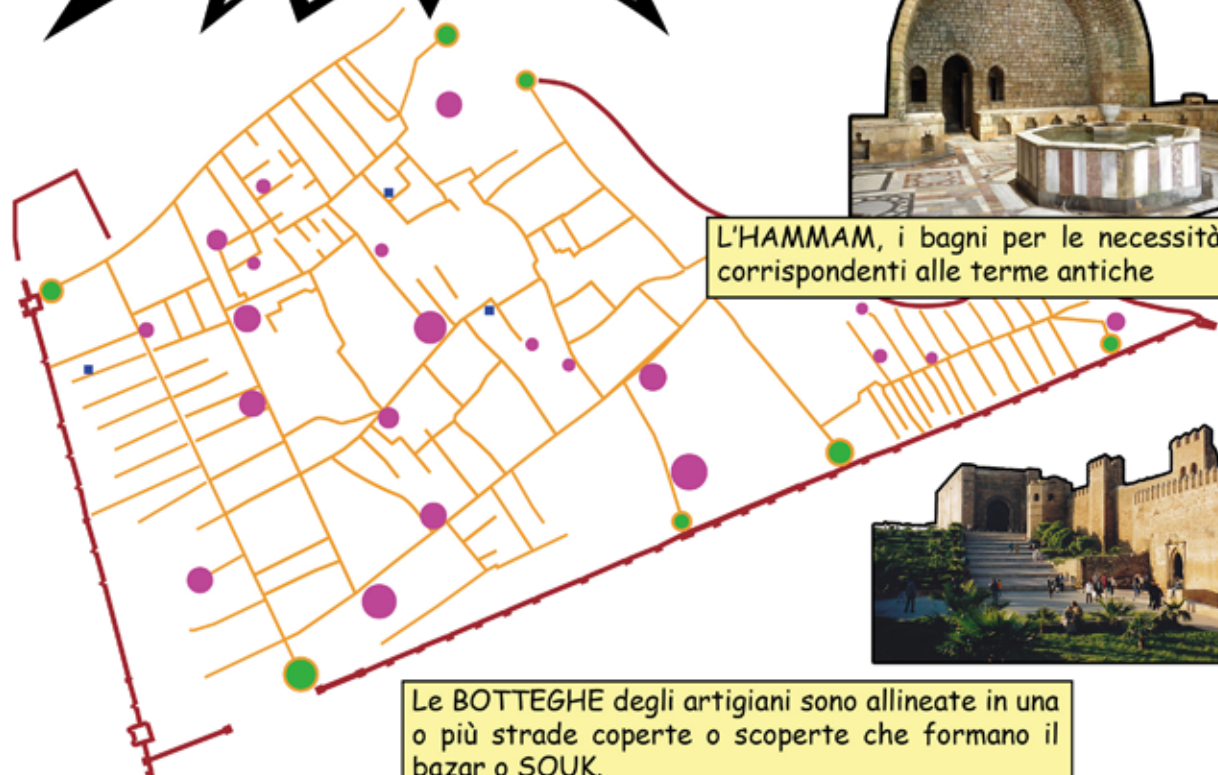 L'HAMMAM, i bagni per le necessità
corrispondenti alle terme antiche
Le BOTTEGHE degli artigiani sono allineate in una
o più strade coperte o scoperte che formano il
bazar o SOUK.